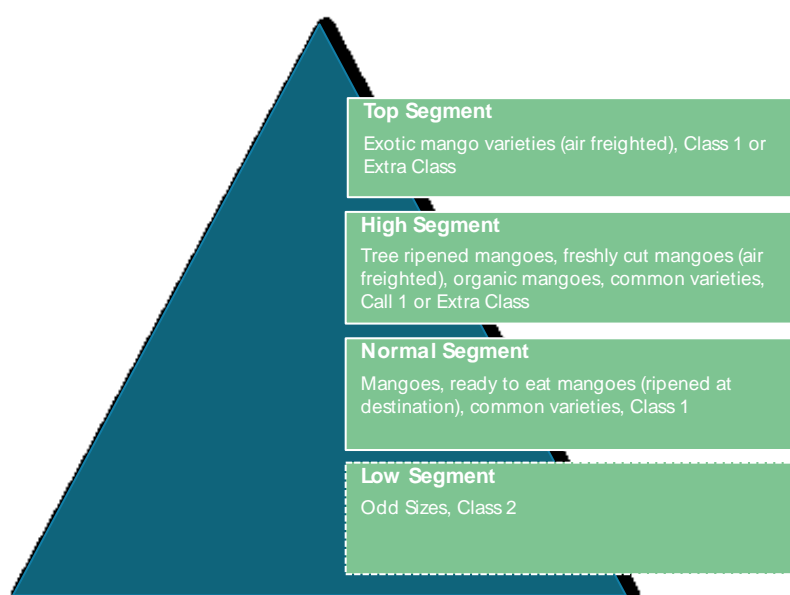 Top Segment
Exotic mango varieties (air freighted), Class 1 or
Extra Class
High Segment
Tree ripened mangoes, freshly cut mangoes (air
freighted), organic mangoes, common varieties,
Call 1 or Extra Class
Normal Segment
Mangoes, ready to eat mangoes (ripened at
destination), common varieties, Class 1
Low Segment
Odd Sizes, Class 2